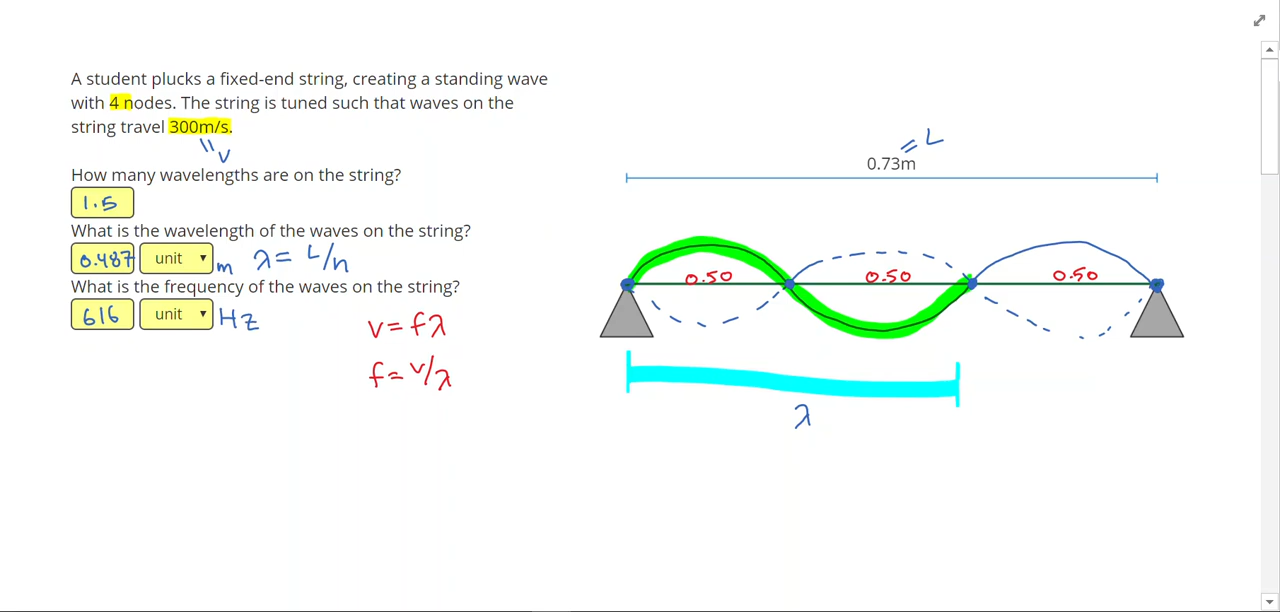 A student plucks a fixed-end string, creating a standing wave
with 4 nodes. The string is tuned such that waves on the
string travel 300m/s.
= v
How many wavelengths are on the string?
1.5
What is the wavelength of the waves on the string?
0.487 unit m λ = L/n
What is the frequency of the waves on the string?
616 unit Hz
v = fλ
f = v/λ
= L
0.73m
0.50 0.50 0.50
λ